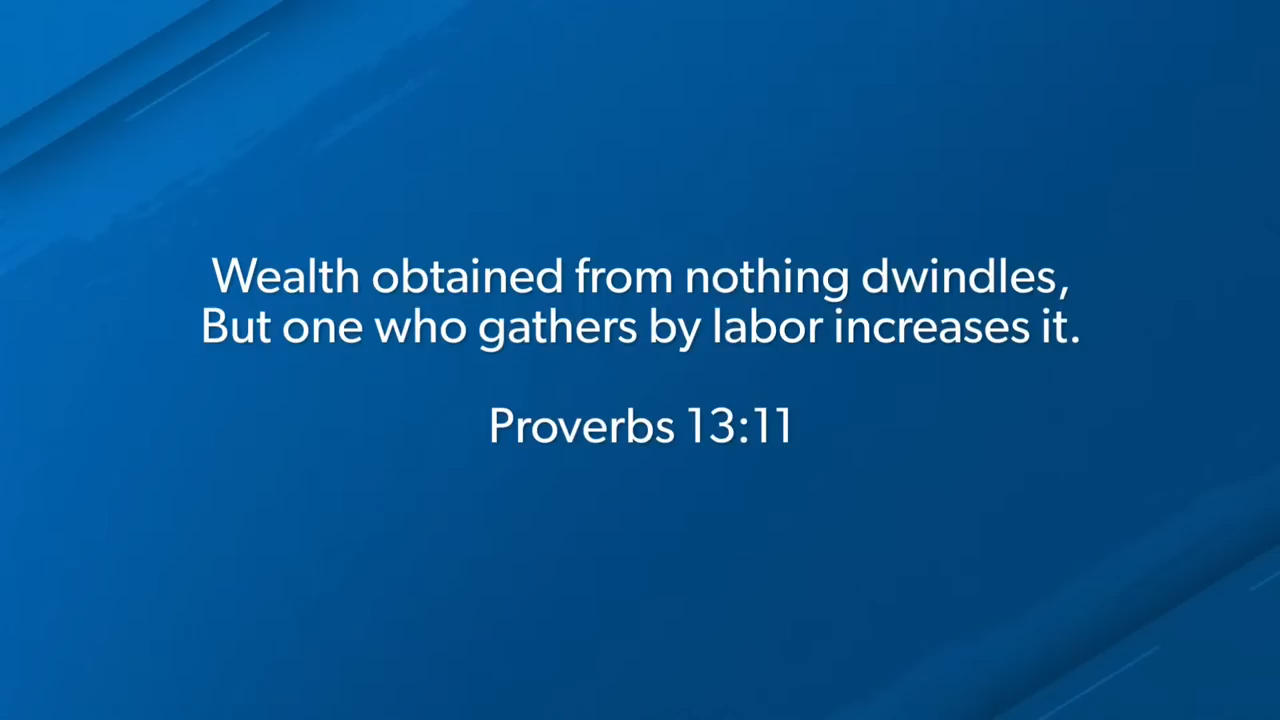 Wealth obtained from nothing dwindles,
But one who gathers by labor increases it.
Proverbs 13:11